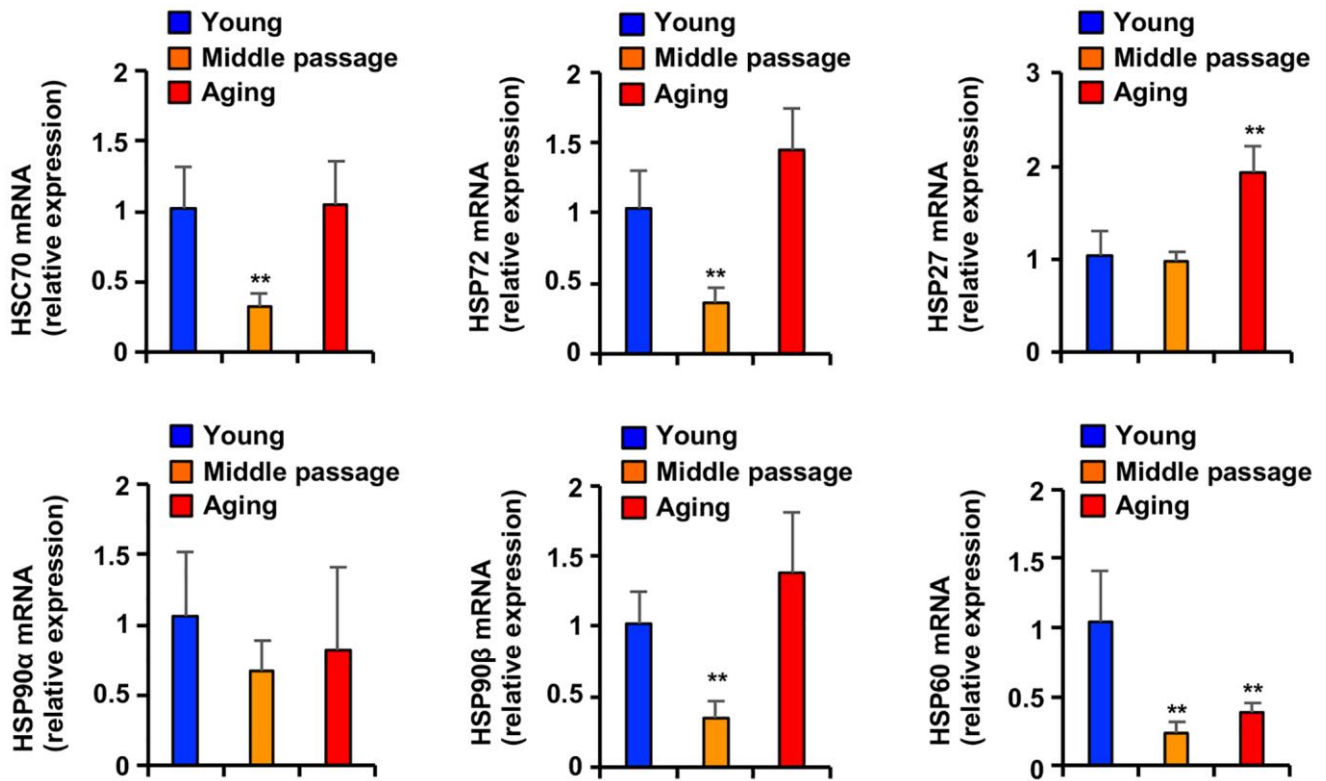 Young
Middle passage
Aging
HSC70 mRNA
(relative expression)
2
1.5
1
0.5
0
**
Young
Middle passage
Aging
HSP72 mRNA
(relative expression)
2
1.5
1
0.5
0
**
Young
Middle passage
Aging
HSP27 mRNA
(relative expression)
3
2
1
0
**
Young
Middle passage
Aging
HSP90α mRNA
(relative expression)
2
1.5
1
0.5
0
Young
Middle passage
Aging
HSP90β mRNA
(relative expression)
2
1.5
1
0.5
0
**
Young
Middle passage
Aging
HSP60 mRNA
(relative expression)
2
1.5
1
0.5
0
**
**